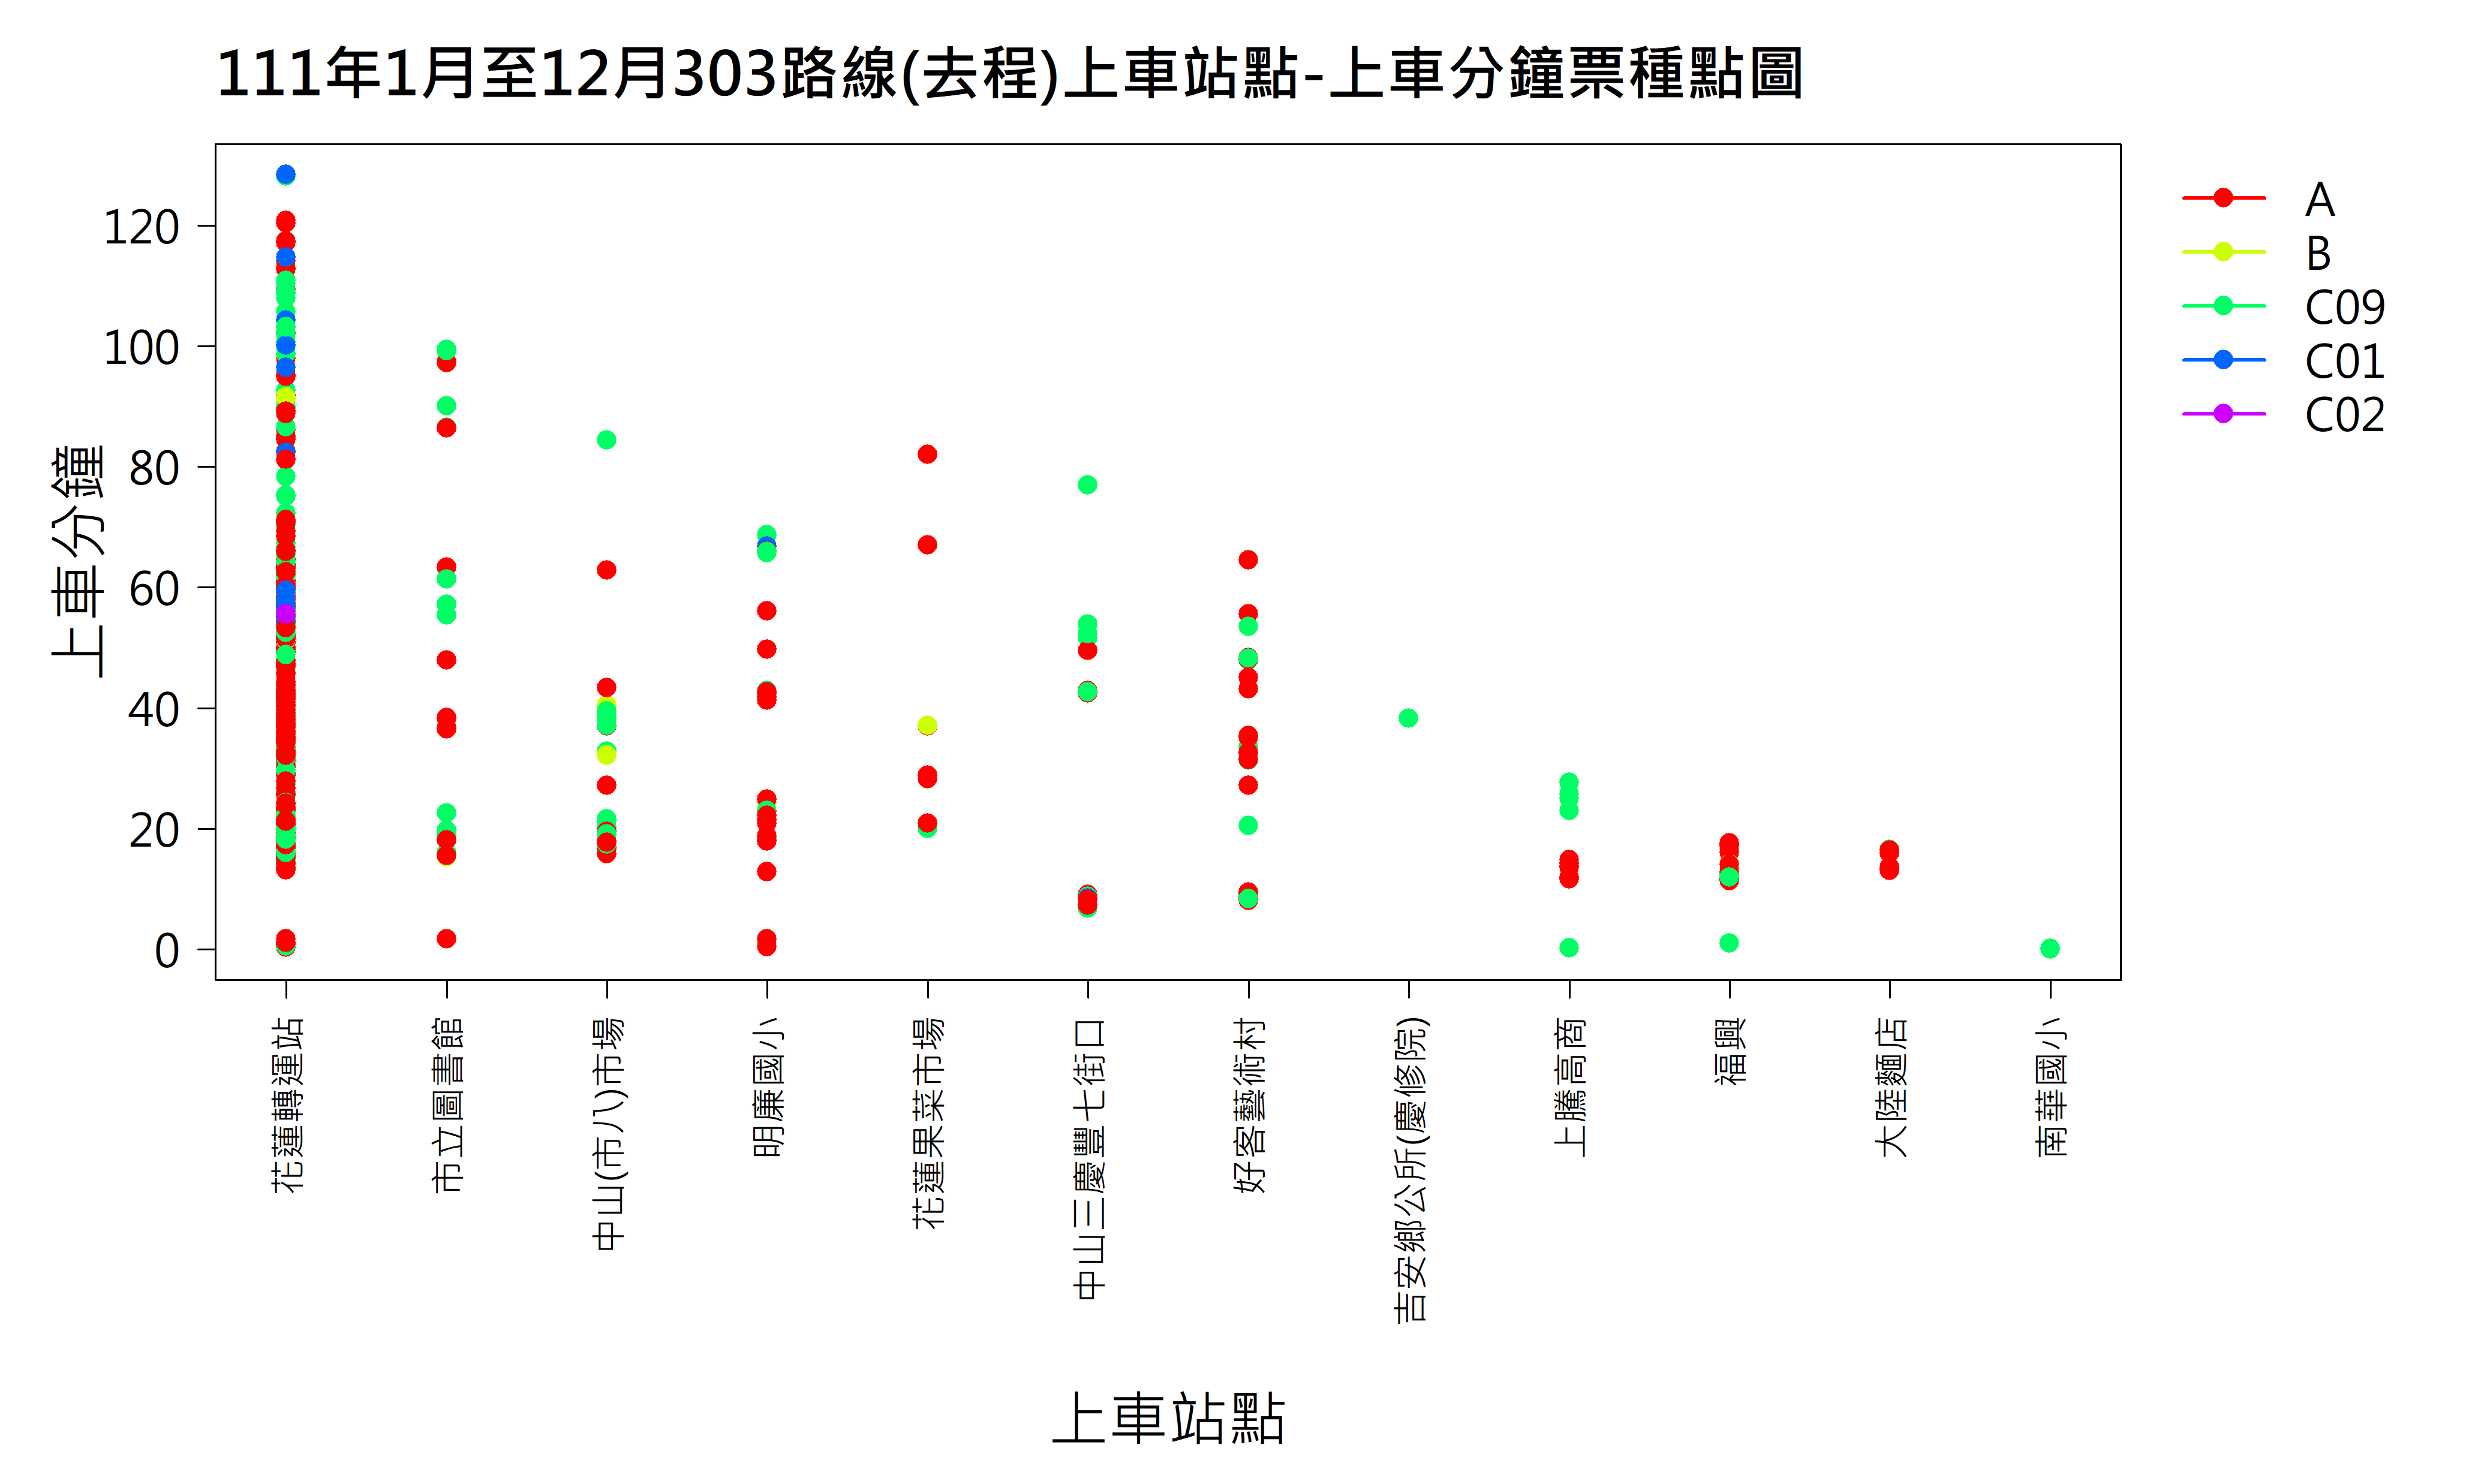 111年1月至12月303路線(去程)上車站點-上車分鐘票種點圖
上車分鐘
120
100
80
60
40
20
0
A
B
C09
C01
C02
花蓮轉運站
市立圖書館
中山(市八)市場
明廉國小
花蓮果菜市場
中山三慶豐七街口
好客藝術村
吉安鄉公所(慶修院)
上騰高商
福興
大陸麵店
南華國小
上車站點